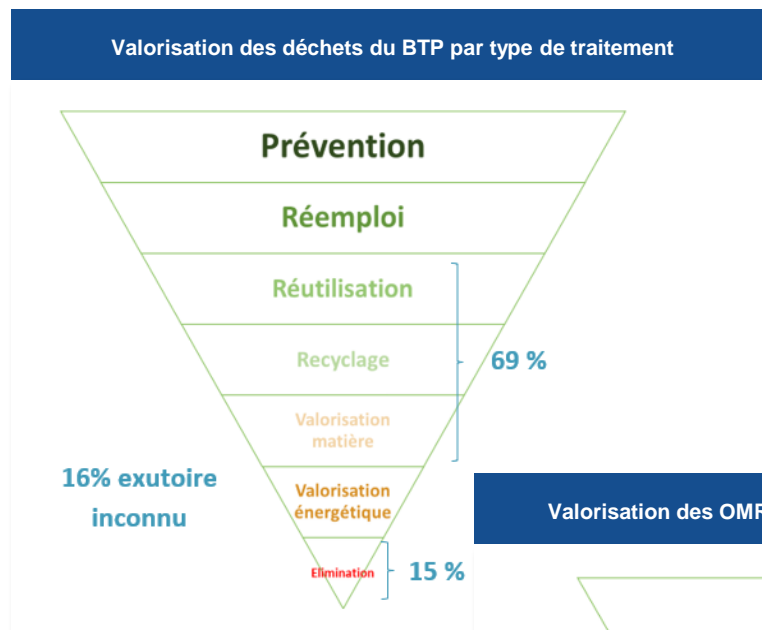 Valorisation des déchets du BTP par type de traitement
Prévention
Réemploi
Réutilisation
Recyclage
69 %
Valorisation
matière
16% exutoire
inconnu
Valorisation
énergétique
Valorisation des OMR
Elimination
15 %